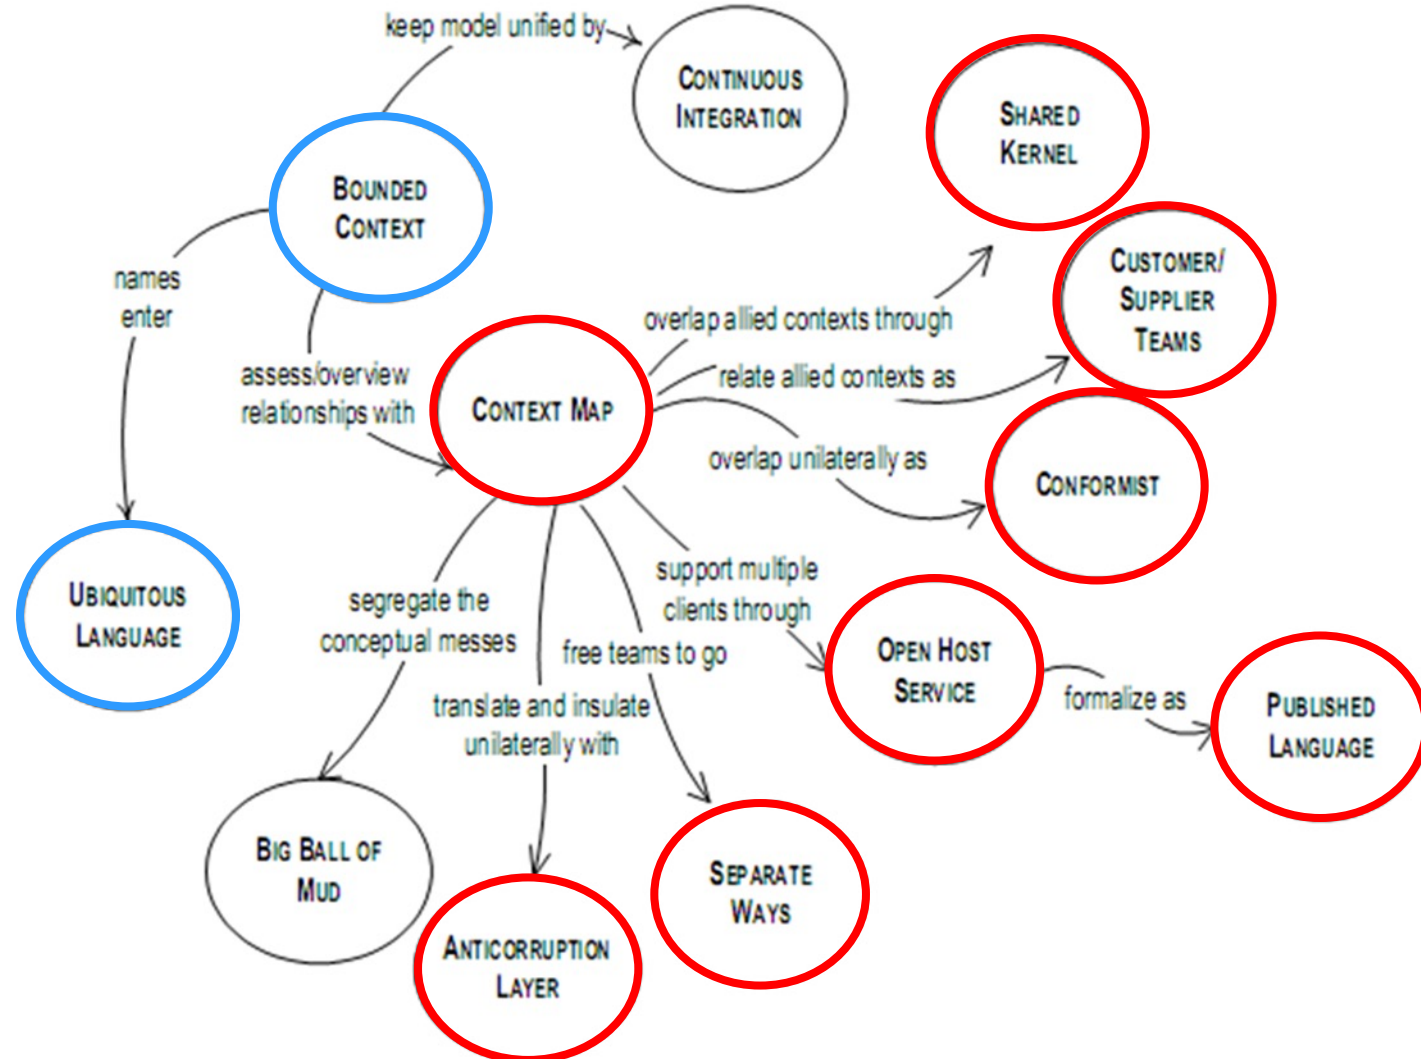 keep model unified by
CONTINUOUS
INTEGRATION
SHARED
KERNEL
BOUNDED
CONTEXT
names
enter
CUSTOMER/
SUPPLIER
TEAMS
overlap allied contexts through
relate allied contexts as
assess/overview
relationships with
CONTEXT MAP
overlap unilaterally as
CONFORMIST
support multiple
clients through
UBIQUITOUS
LANGUAGE
segregate the
conceptual messes
free teams to go
OPEN HOST
SERVICE
formalize as
PUBLISHED
LANGUAGE
translate and insulate
unilaterally with
BIG BALL OF
MUD
SEPARATE
WAYS
ANTICORRUPTION
LAYER